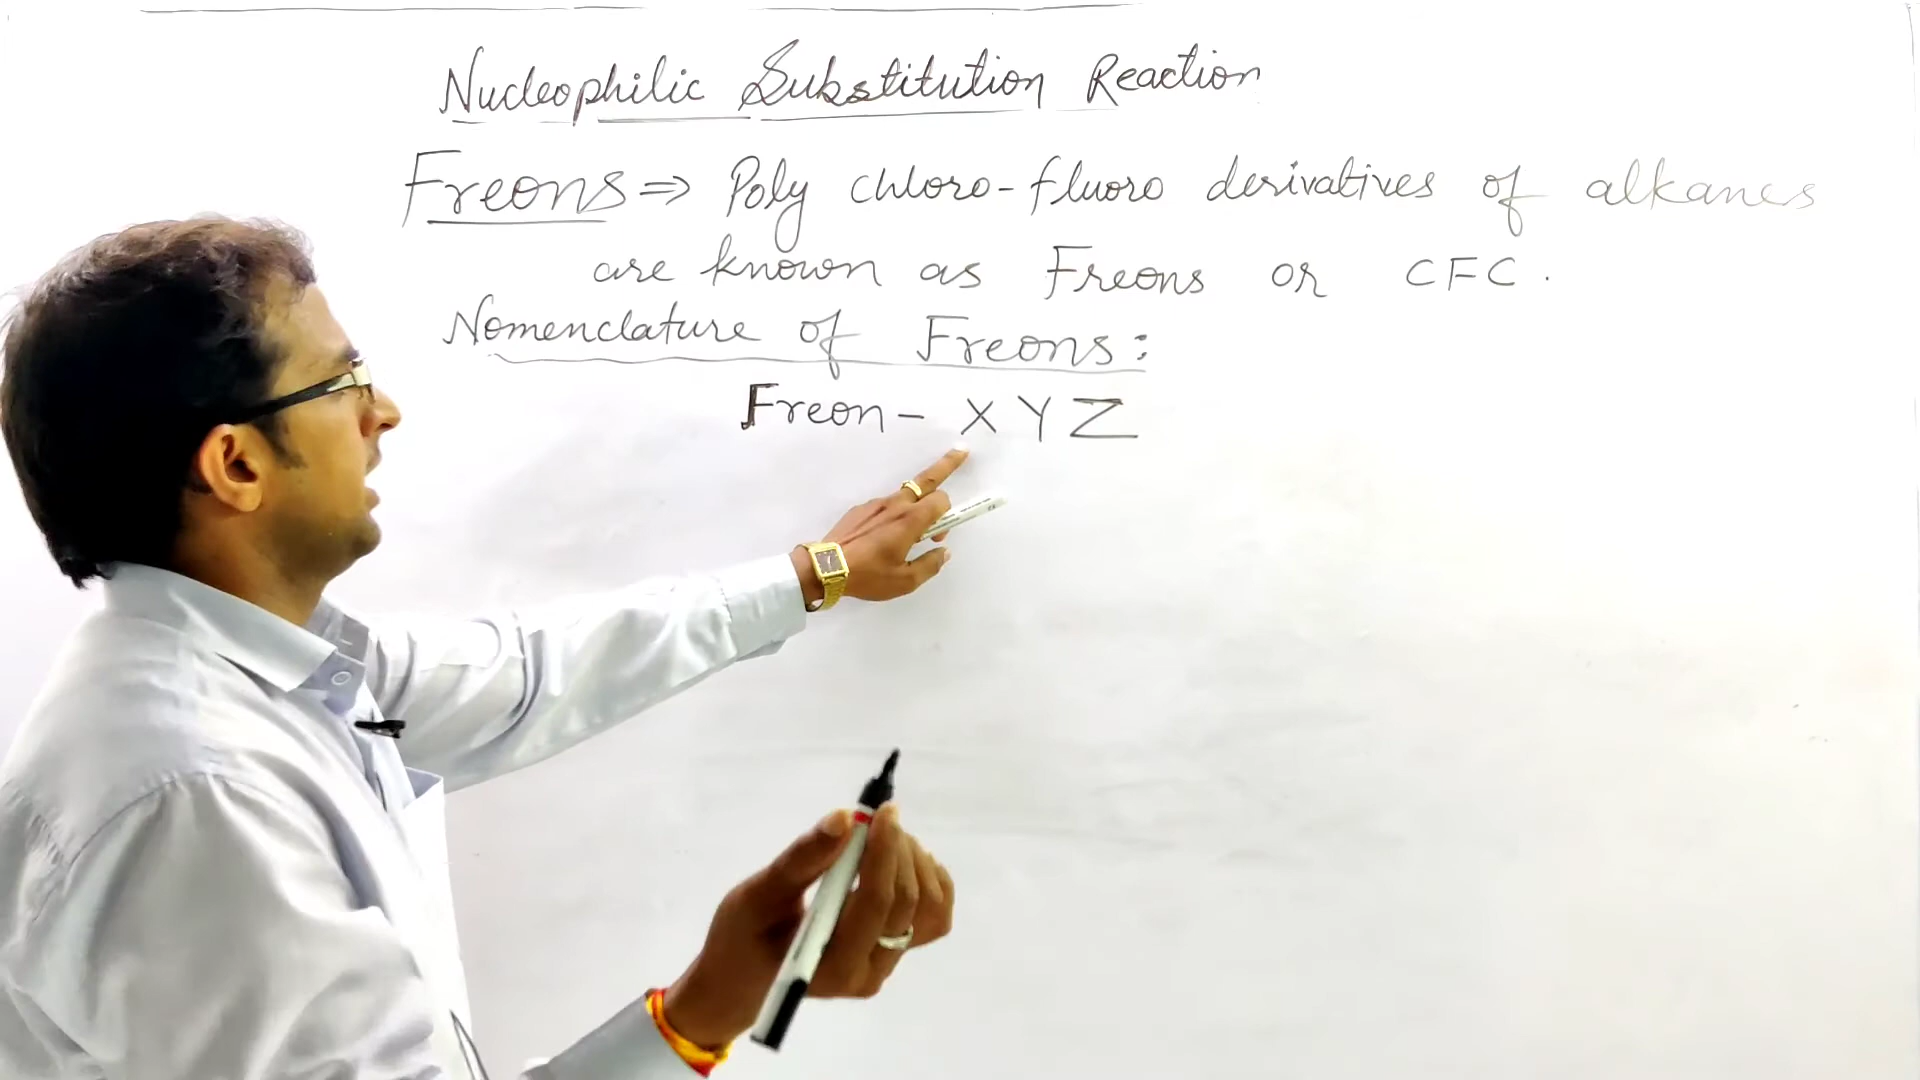 Nucleophilic Substitution Reaction
Freons ⇒ Poly chloro-fluoro derivatives of alkanes
are known as Freons or CFC.
Nomenclature of Freons:
Freon - X Y Z